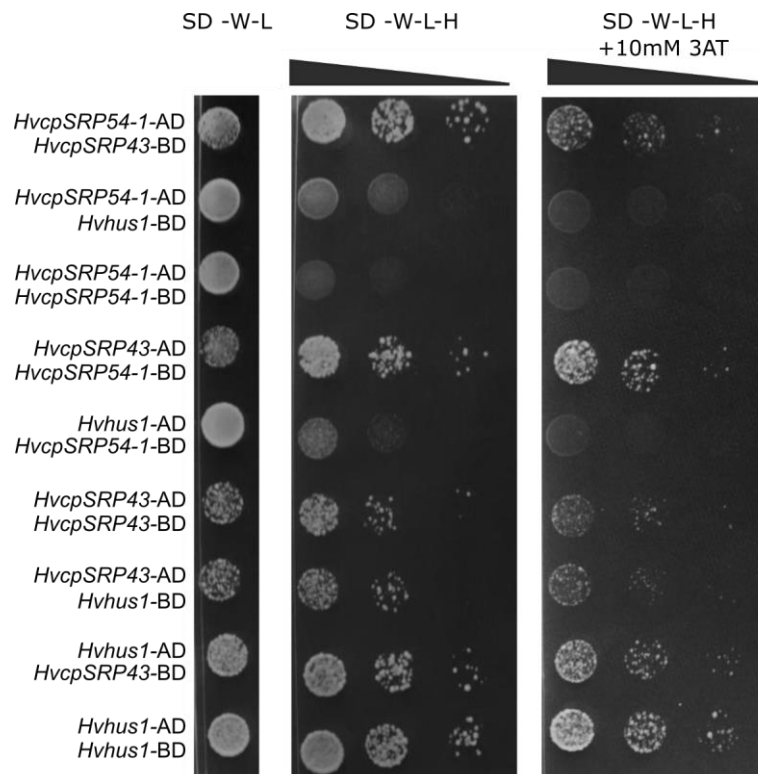 SD -W-L
SD -W-L-H
SD -W-L-H
+10mM 3AT
HvcpSRP54-1-AD
HvcpSRP43-BD
HvcpSRP54-1-AD
Hvhus1-BD
HvcpSRP54-1-AD
HvcpSRP54-1-BD
HvcpSRP43-AD
HvcpSRP54-1-BD
Hvhus1-AD
HvcpSRP54-1-BD
HvcpSRP43-AD
HvcpSRP43-BD
HvcpSRP43-AD
Hvhus1-BD
Hvhus1-AD
HvcpSRP43-BD
Hvhus1-AD
Hvhus1-BD